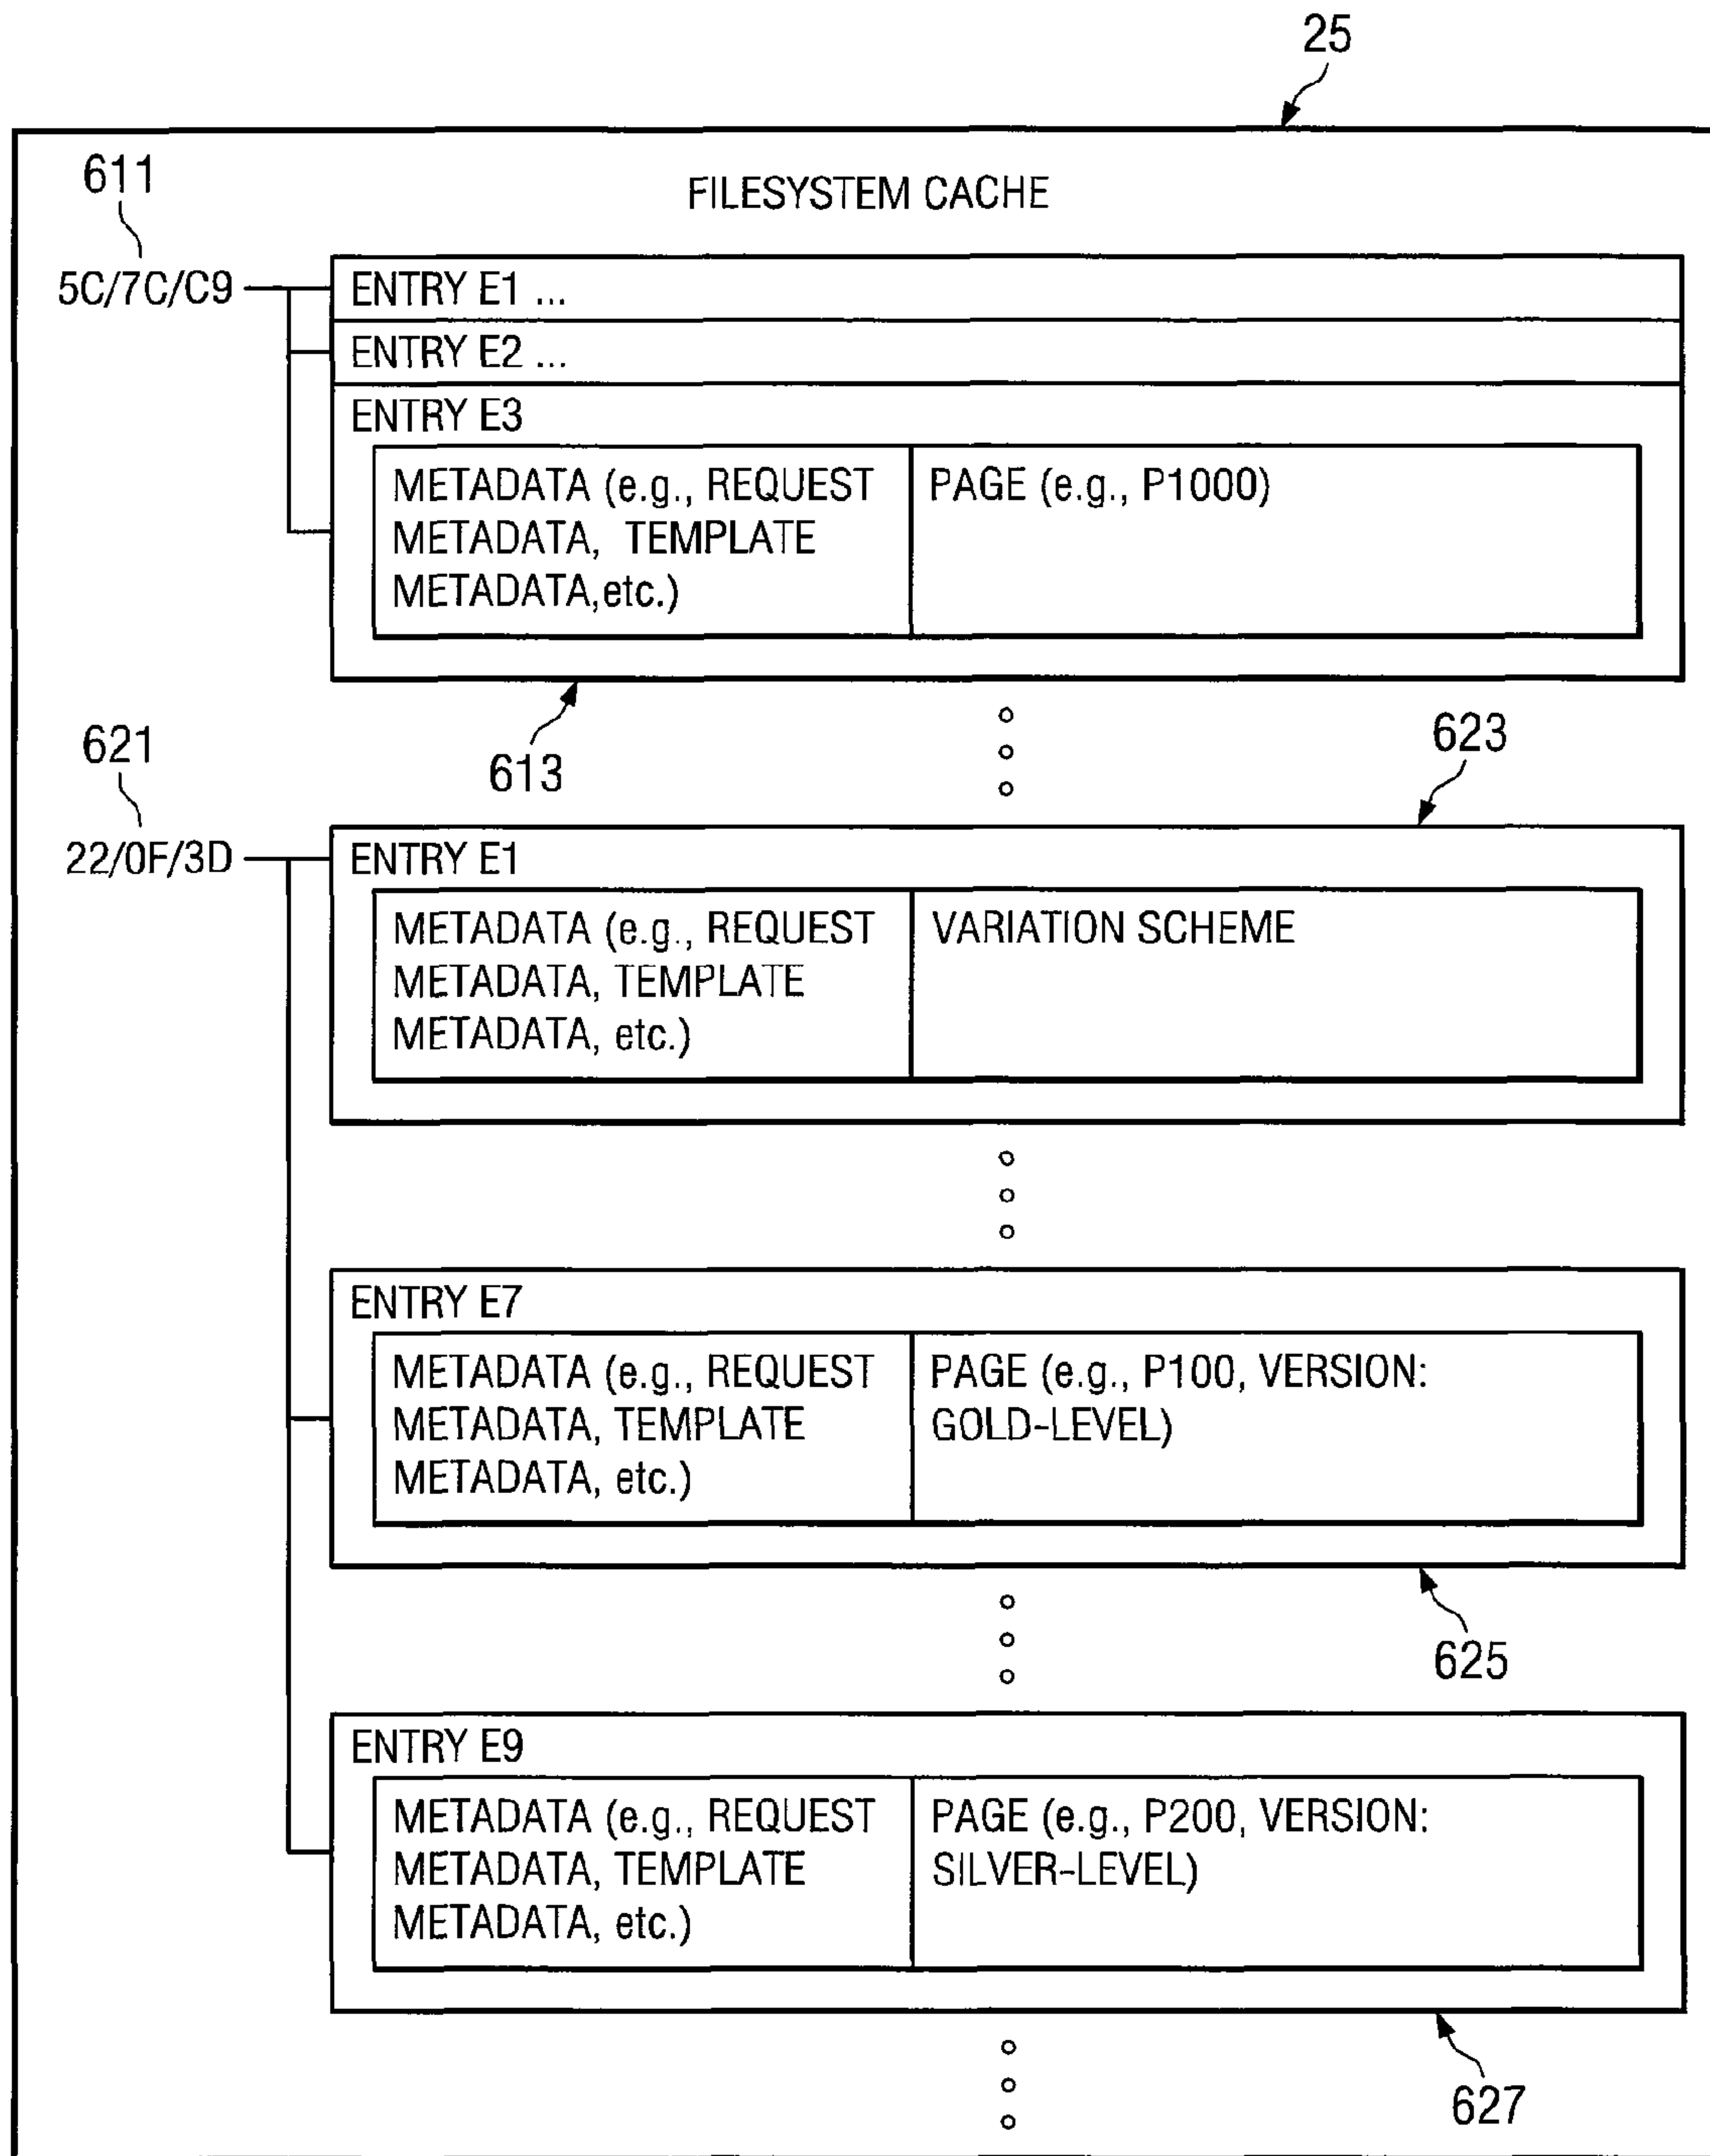 25
611
FILESYSTEM CACHE
5C/7C/C9
ENTRY E1 ...
ENTRY E2 ...
ENTRY E3
METADATA (e.g., REQUEST
METADATA, TEMPLATE
METADATA,etc.)
PAGE (e.g., P1000)
613
621
623
22/0F/3D
ENTRY E1
METADATA (e.g., REQUEST
METADATA, TEMPLATE
METADATA, etc.)
VARIATION SCHEME
ENTRY E7
METADATA (e.g., REQUEST
METADATA, TEMPLATE
METADATA, etc.)
PAGE (e.g., P100, VERSION:
GOLD-LEVEL)
625
ENTRY E9
METADATA (e.g., REQUEST
METADATA, TEMPLATE
METADATA, etc.)
PAGE (e.g., P200, VERSION:
SILVER-LEVEL)
627